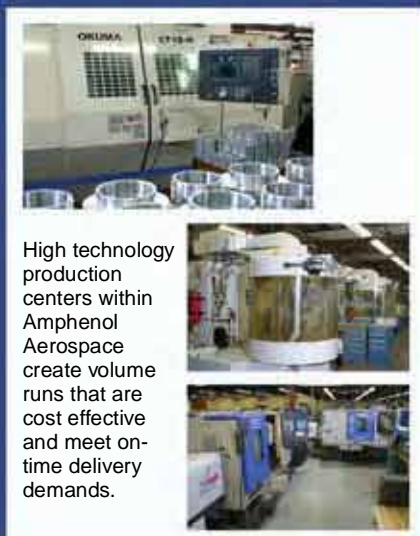 OKUMA
High technology
production
centers within
Amphenol
Aerospace
create volume
runs that are
cost effective
and meet on-
time delivery
demands.